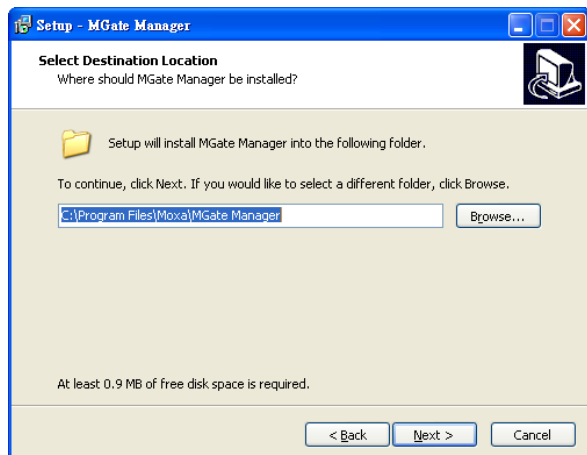 Setup - MGate Manager
Select Destination Location
Where should MGate Manager be installed?
Setup will install MGate Manager into the following folder.
To continue, click Next. If you would like to select a different folder, click Browse.
C:\Program Files\Moxa\MGate Manager
Browse...
At least 0.9 MB of free disk space is required.
< Back
Next >
Cancel